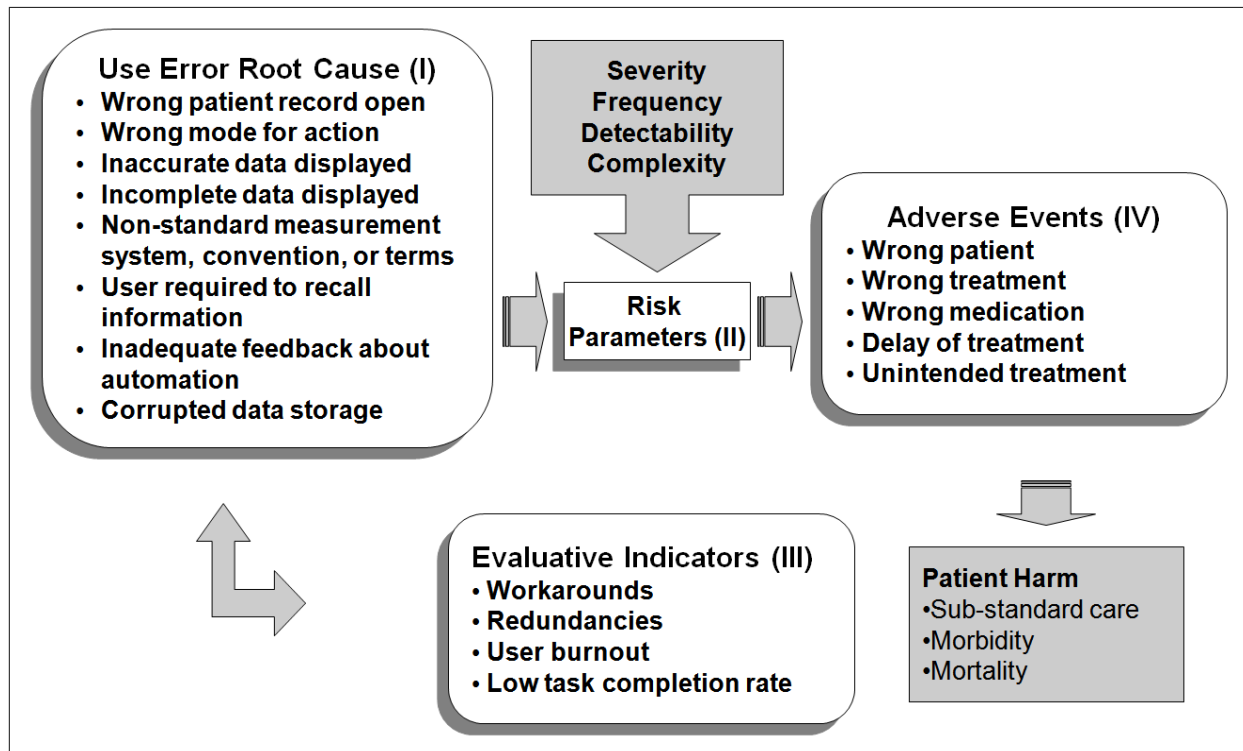 Use Error Root Cause (I)
• Wrong patient record open
• Wrong mode for action
• Inaccurate data displayed
• Incomplete data displayed
• Non-standard measurement
system, convention, or terms
• User required to recall
information
• Inadequate feedback about
automation
• Corrupted data storage
Severity
Frequency
Detectability
Complexity
Risk
Parameters (II)
Adverse Events (IV)
• Wrong patient
• Wrong treatment
• Wrong medication
• Delay of treatment
• Unintended treatment
Evaluative Indicators (III)
• Workarounds
• Redundancies
• User burnout
• Low task completion rate
Patient Harm
•Sub-standard care
•Morbidity
•Mortality